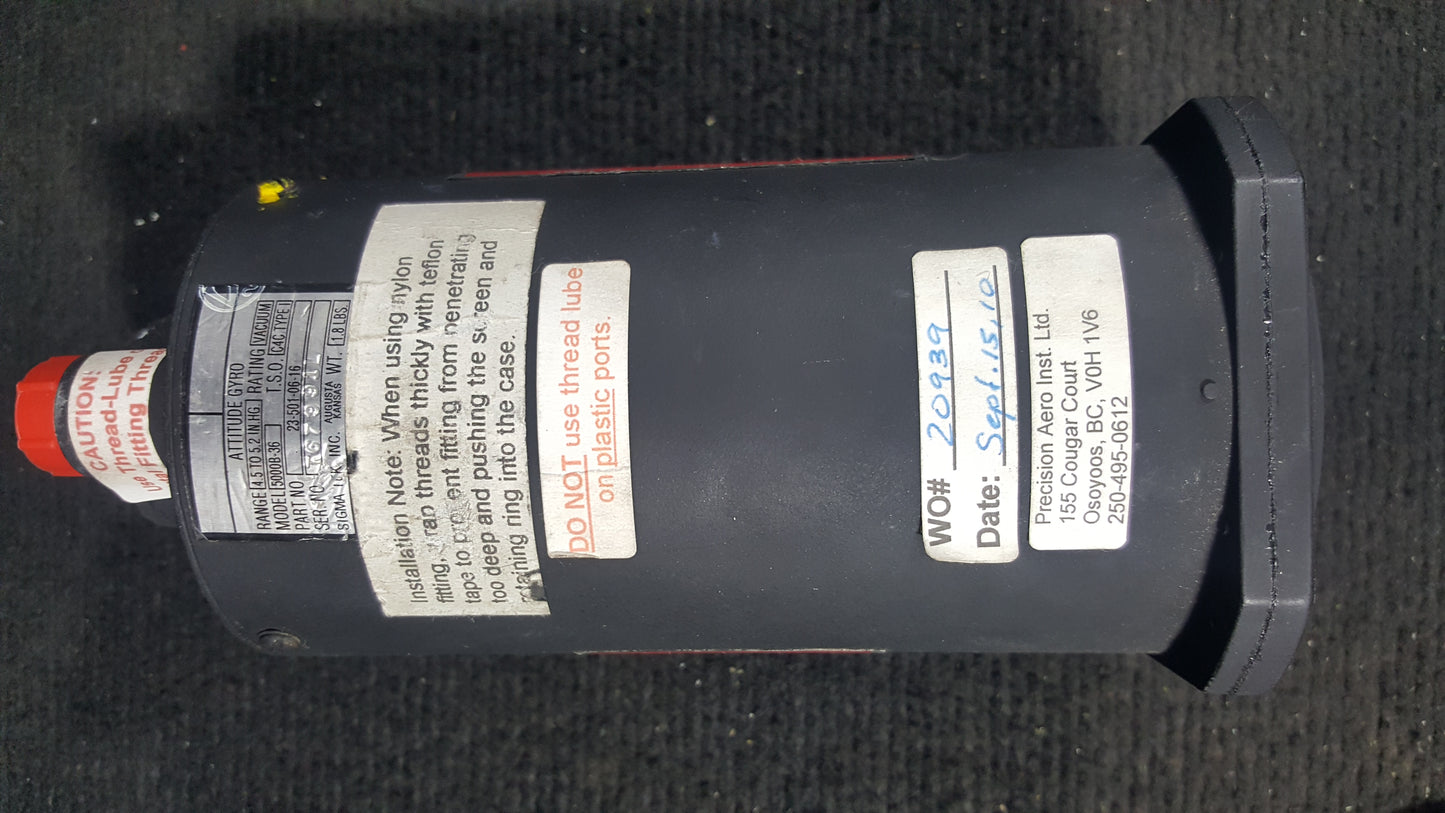 CAUTION:
Thread-Lube
Fitting
ATTITUDE GYRO
RANGE 4.5 TO 5.2 IN.HG. RATING VACUUM
MODEL 5000B-36 T.S.O. C4C TYPE 1
PART NO. 23-501-06-16
SER. NO.
SIGMA-TEK INC. AUGUSTA KANSAS WT. 1.8 LBS
Installation Note: When using nylon
fitting, wrap threads thickly with teflon
tape to prevent fitting from penetrating
too deep and pushing the screen and
retaining ring into the case.
DO NOT use thread lube
on plastic ports.
WO# 20939
Date: Sept. 15, 10
Precision Aero Inst. Ltd.
155 Cougar Court
Osoyoos, BC, V0H 1V6
250-495-0612